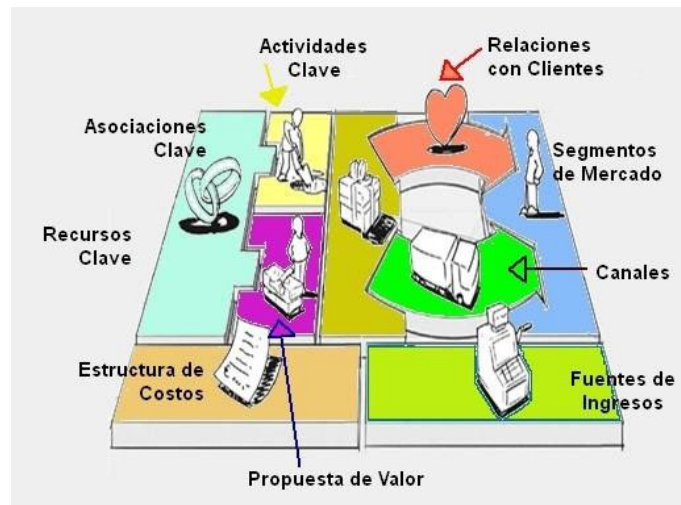 Actividades
Clave
Relaciones
con Clientes
Asociaciones
Clave
Segmentos
de Mercado
Recursos
Clave
Canales
Estructura de
Costos
Fuentes de
Ingresos
Propuesta de Valor